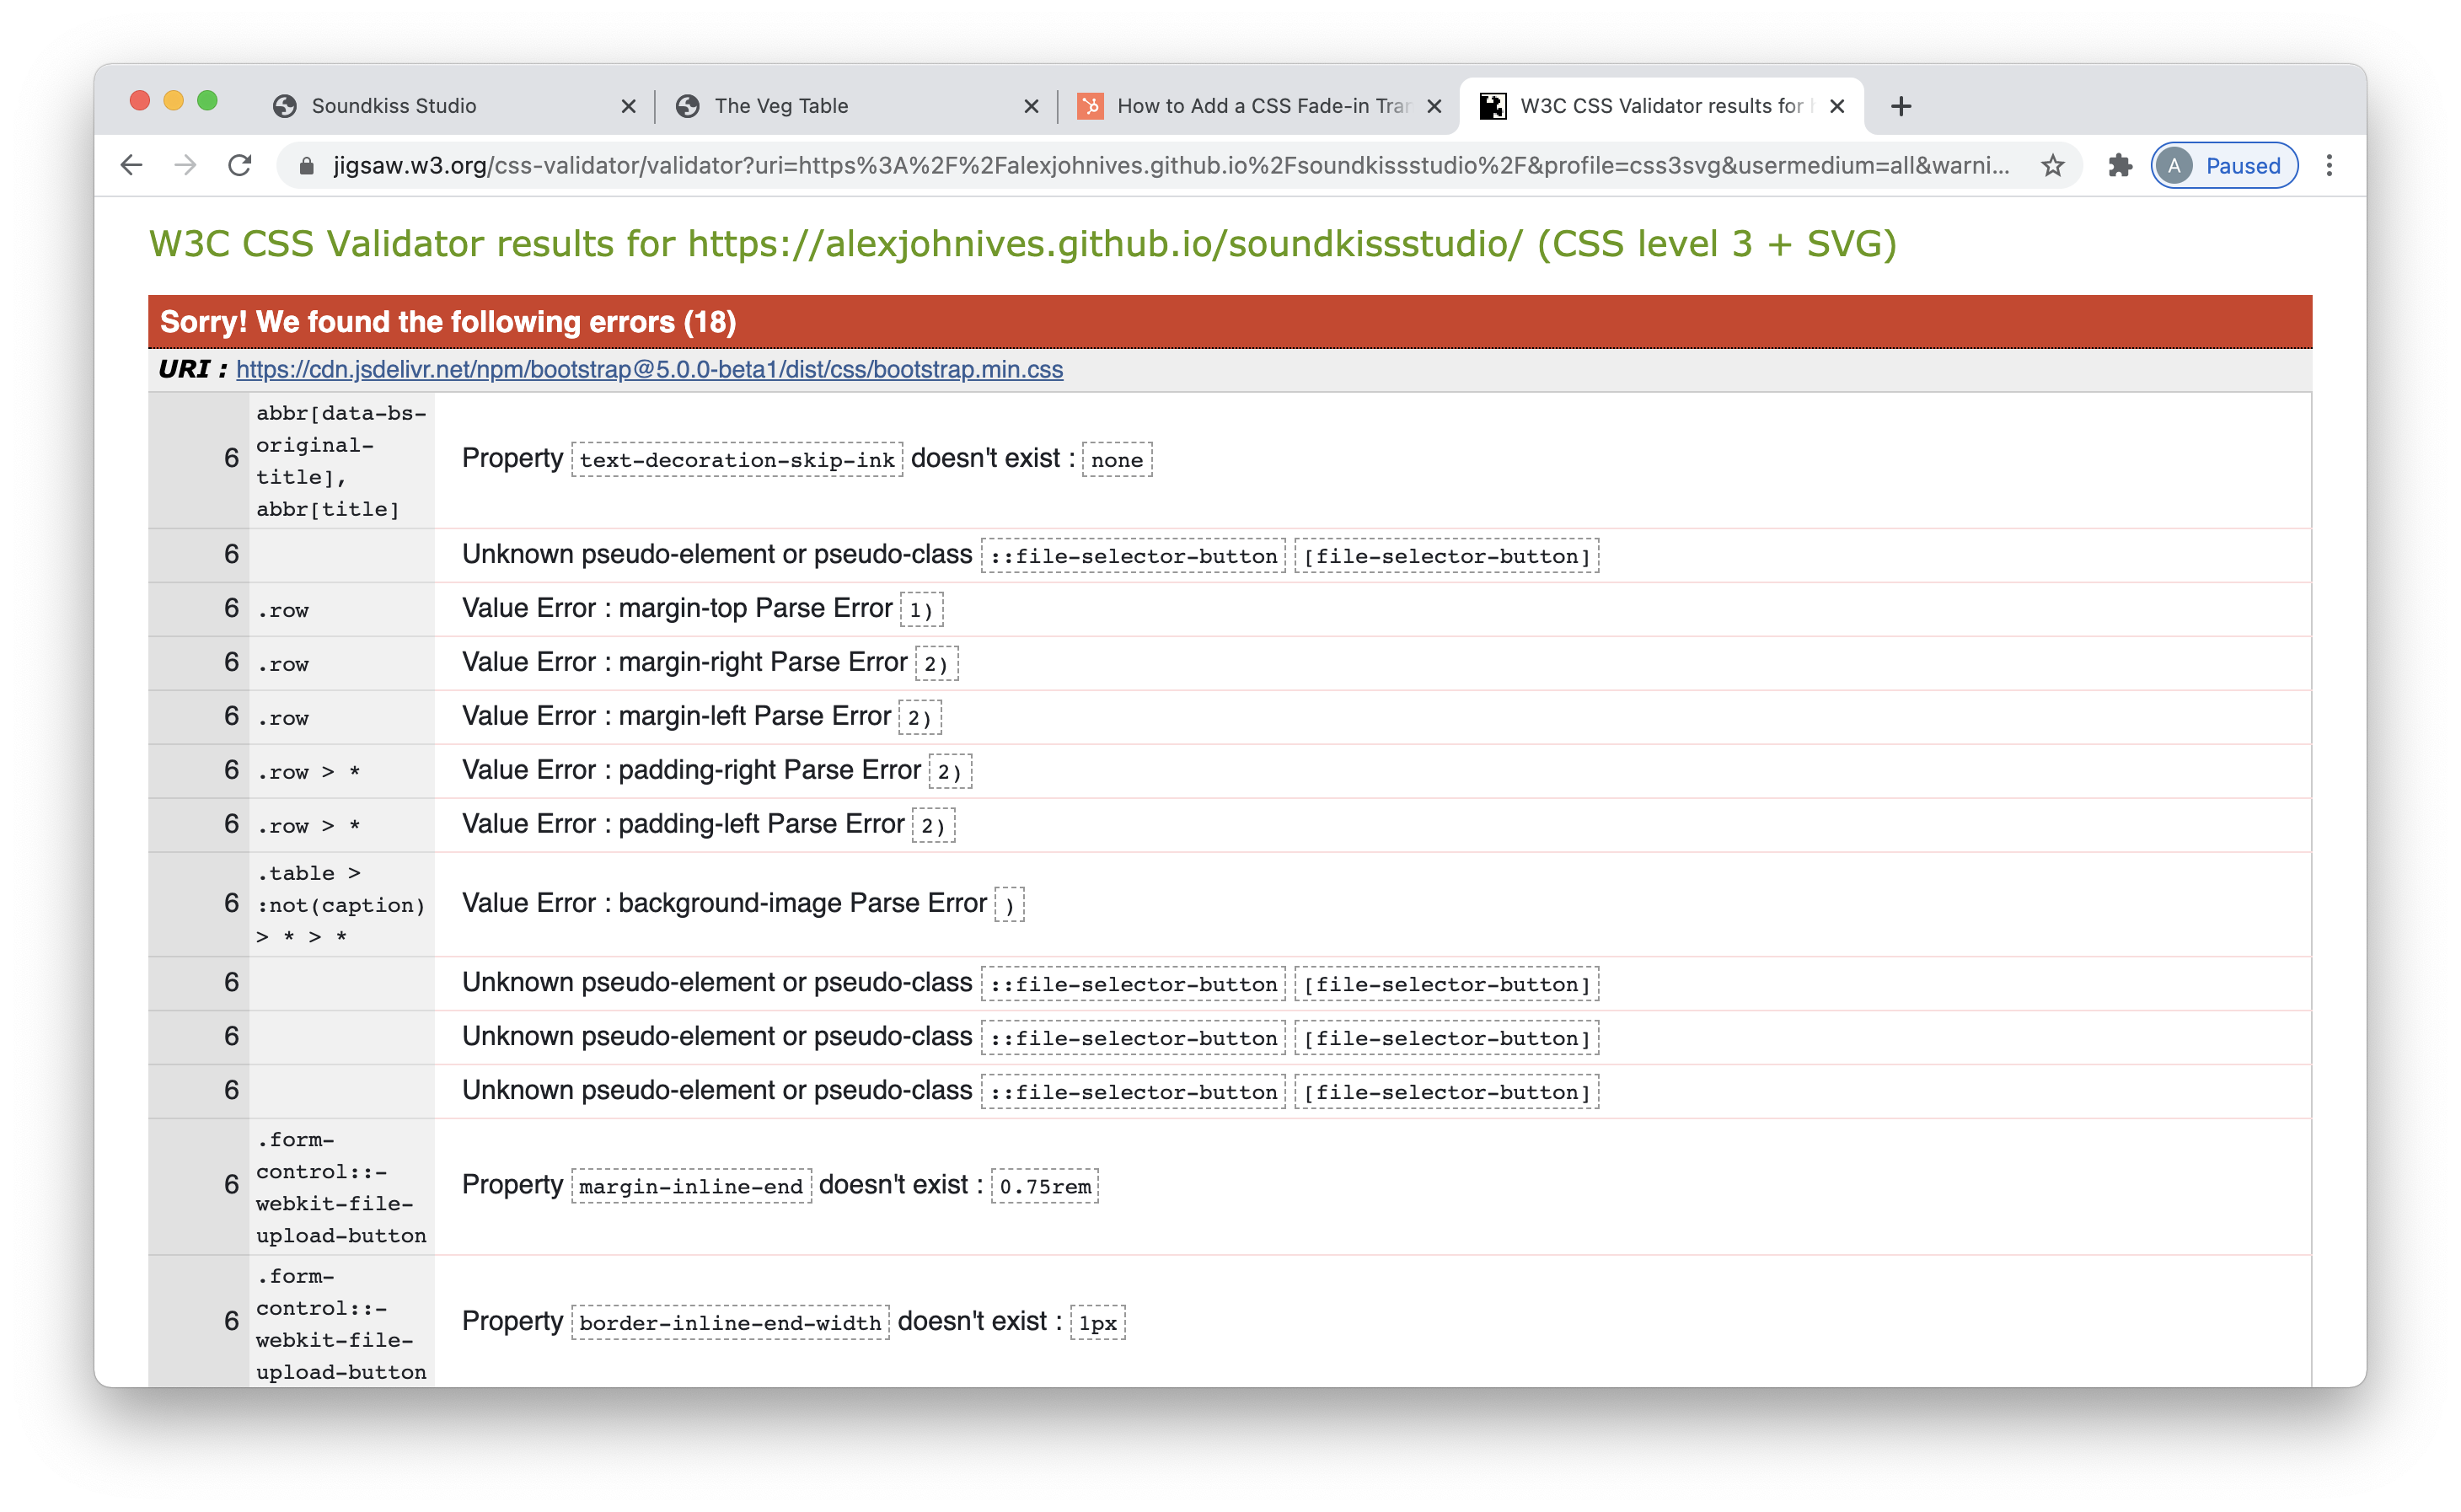 Soundkiss Studio
The Veg Table
How to Add a CSS Fade-in Tran
W3C CSS Validator results for
jigsaw.w3.org/css-validator/validator?uri=https%3A%2F%2Falexjohnives.github.io%2Fsoundkissstudio%2F&profile=css3svg&usermedium=all&warni...
A Paused
W3C CSS Validator results for https://alexjohnives.github.io/soundkissstudio/ (CSS level 3 + SVG)
Sorry! We found the following errors (18)
URI : https://cdn.jsdelivr.net/npm/bootstrap@5.0.0-beta1/dist/css/bootstrap.min.css
6
abbr[data-bs-
original-
title],
abbr[title]
Property text-decoration-skip-ink doesn't exist : none
6 Unknown pseudo-element or pseudo-class ::file-selector-button [file-selector-button]
6 .row Value Error : margin-top Parse Error 1)
6 .row Value Error : margin-right Parse Error 2)
6 .row Value Error : margin-left Parse Error 2)
6 .row > * Value Error : padding-right Parse Error 2)
6 .row > * Value Error : padding-left Parse Error 2)
6
.table >
:not(caption)
> * > *
Value Error : background-image Parse Error )
6 Unknown pseudo-element or pseudo-class ::file-selector-button [file-selector-button]
6 Unknown pseudo-element or pseudo-class ::file-selector-button [file-selector-button]
6 Unknown pseudo-element or pseudo-class ::file-selector-button [file-selector-button]
6
.form-
control::-
webkit-file-
upload-button
Property margin-inline-end doesn't exist : 0.75rem
6
.form-
control::-
webkit-file-
upload-button
Property border-inline-end-width doesn't exist : 1px